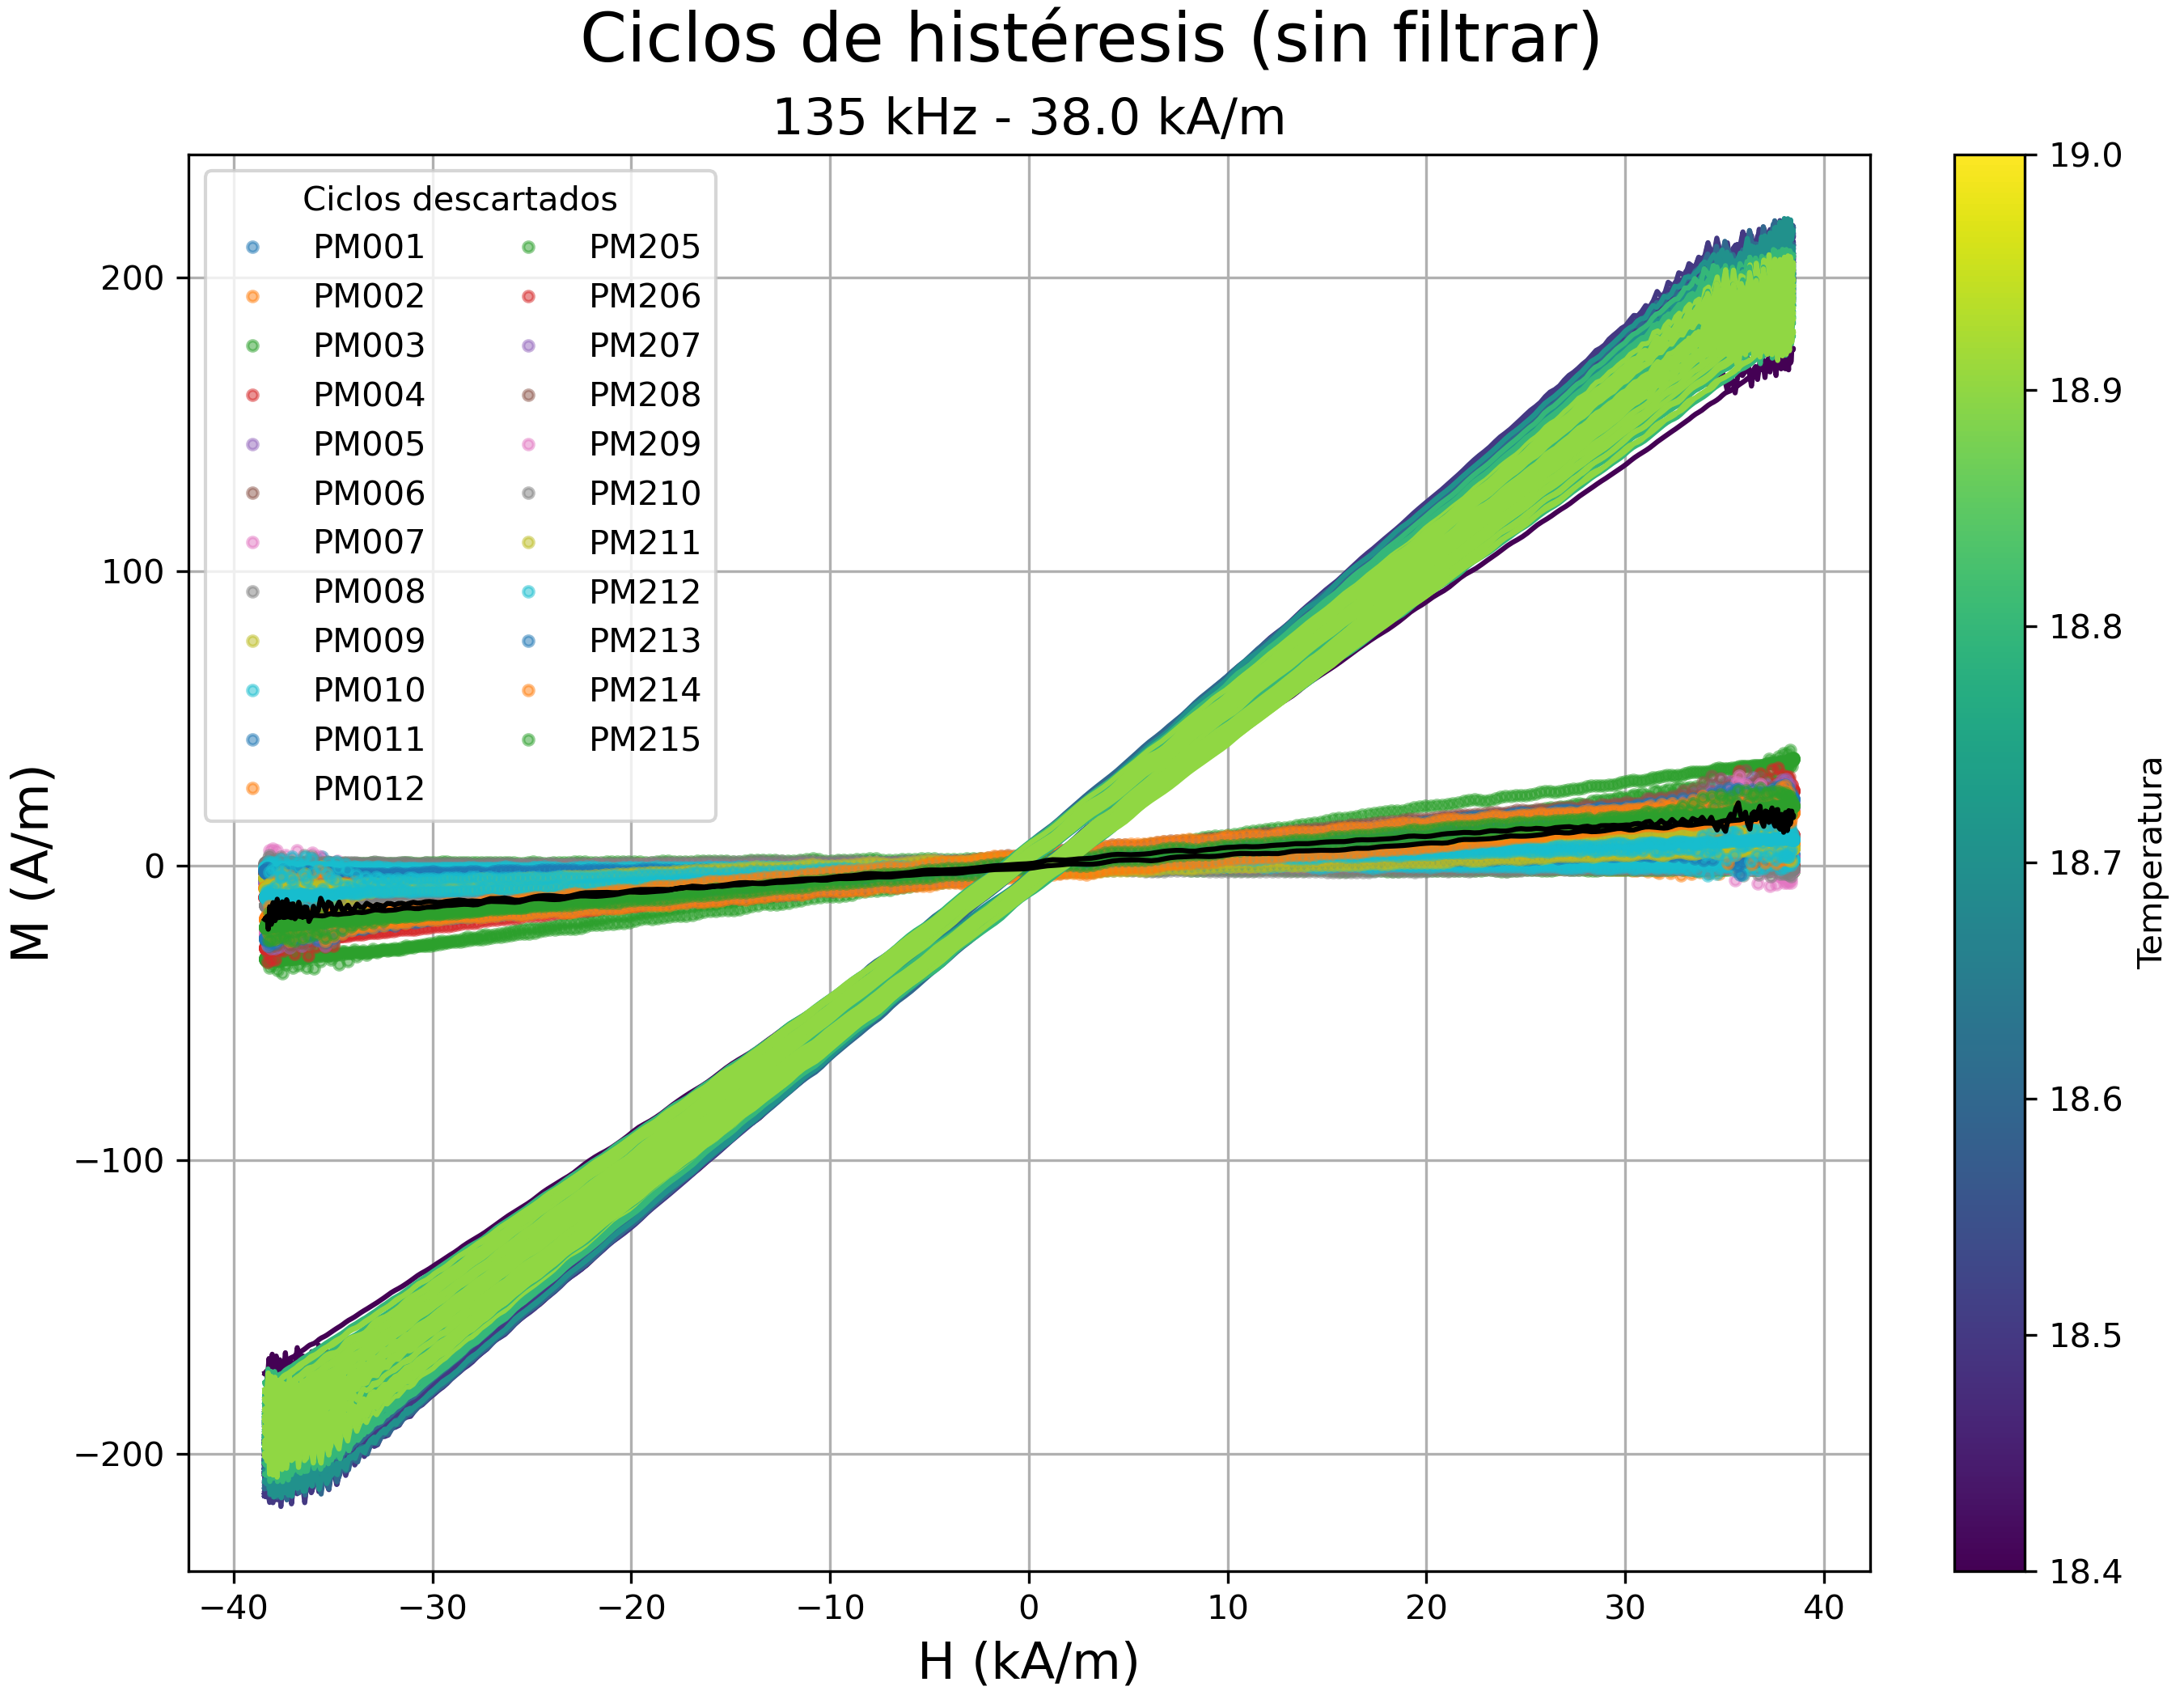 Ciclos de histéresis (sin filtrar)
135 kHz - 38.0 kA/m
Ciclos descartados
PM001
PM002
PM003
PM004
PM005
PM006
PM007
PM008
PM009
PM010
PM011
PM012
PM205
PM206
PM207
PM208
PM209
PM210
PM211
PM212
PM213
PM214
PM215
M (A/m)
200
100
0
−100
−200
−40 −30 −20 −10 0 10 20 30 40
H (kA/m)
19.0
18.9
18.8
18.7
18.6
18.5
18.4
Temperatura